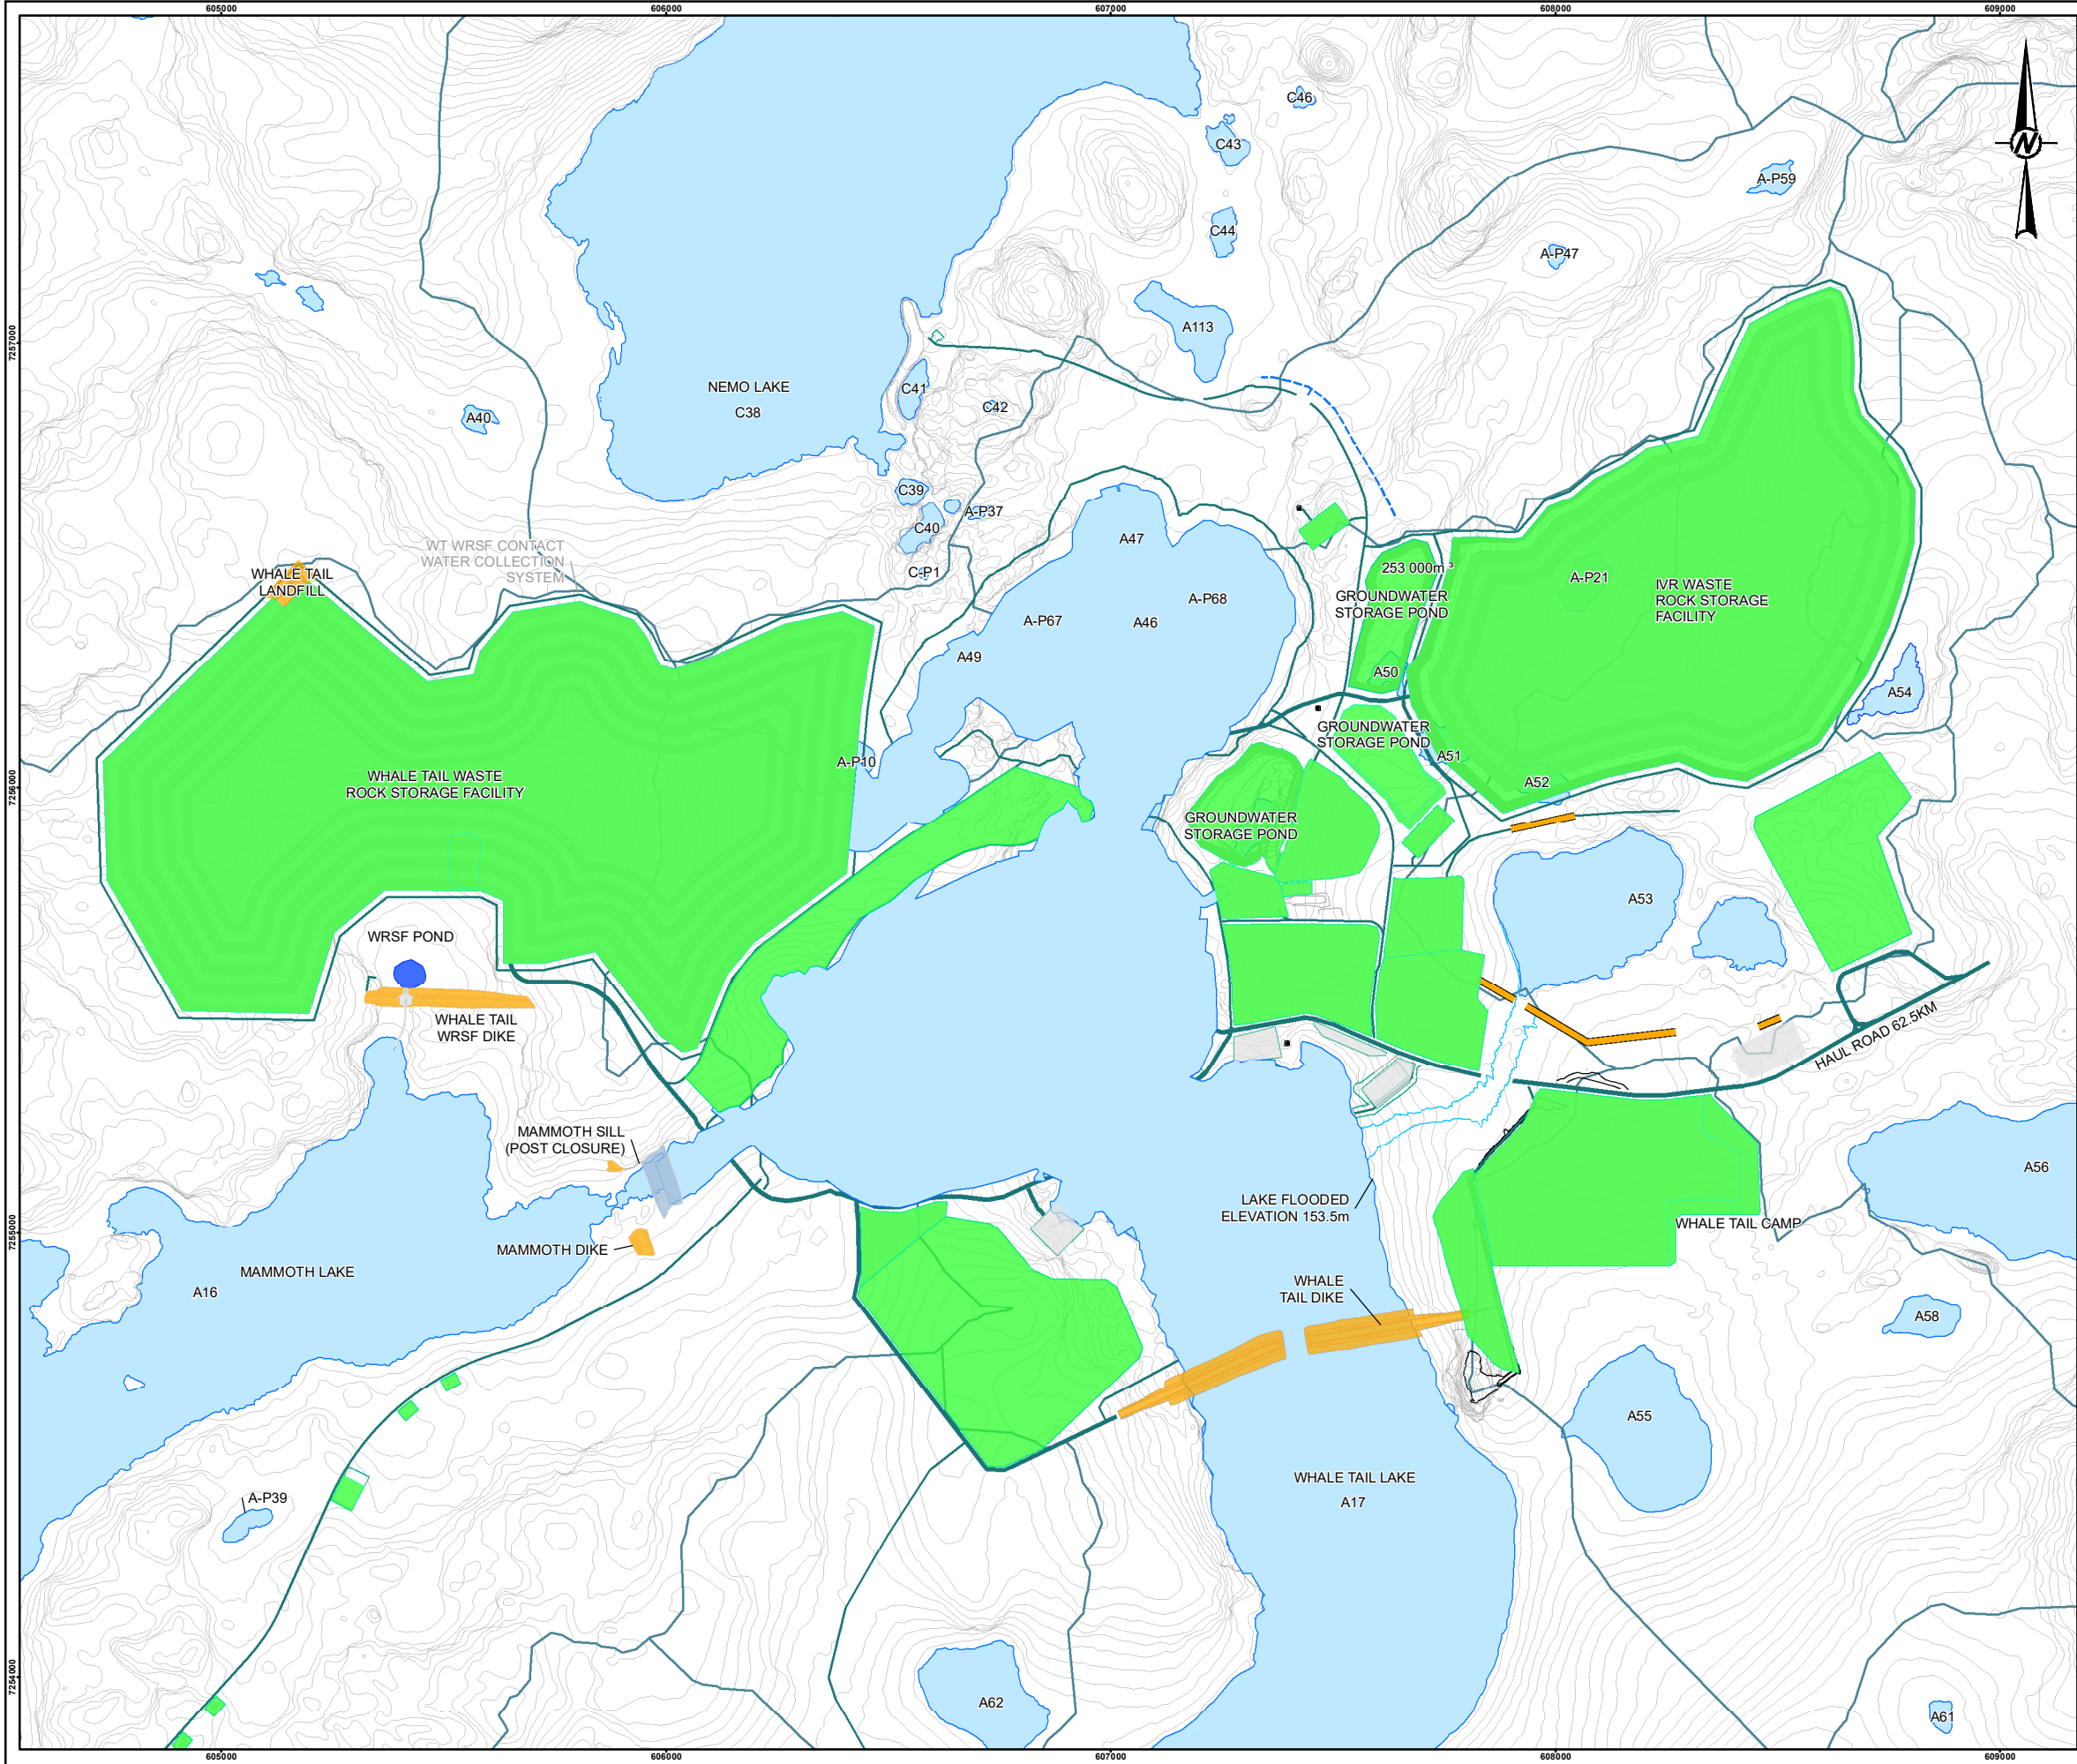 605000
606000
607000
608000
609000
C46
C43
N
A-P59
C44
A-P47
7257000
A113
NEMO LAKE
C38
C41
C42
A40
C39
A-P37
C40
A47
WT WRSF CONTACT
WATER COLLECTION
SYSTEM
WHALE TAIL
LANDFILL
C-P1
253 000m³
GROUNDWATER
STORAGE POND
A-P21
IVR WASTE
ROCK STORAGE
FACILITY
A-P68
A-P67
A46
A49
A50
A54
GROUNDWATER
STORAGE POND
A51
A-P10
WHALE TAIL WASTE
ROCK STORAGE FACILITY
A52
7256000
GROUNDWATER
STORAGE POND
A53
WRSF POND
WHALE TAIL
WRSF DIKE
HAUL ROAD 62.5KM
MAMMOTH SILL
(POST CLOSURE)
A56
LAKE FLOODED
ELEVATION 153.5m
WHALE TAIL CAMP
7255000
MAMMOTH DIKE
MAMMOTH LAKE
A16
WHALE
TAIL DIKE
A58
A55
WHALE TAIL LAKE
A17
A-P39
7254000
A62
A61
605000
606000
607000
608000
609000